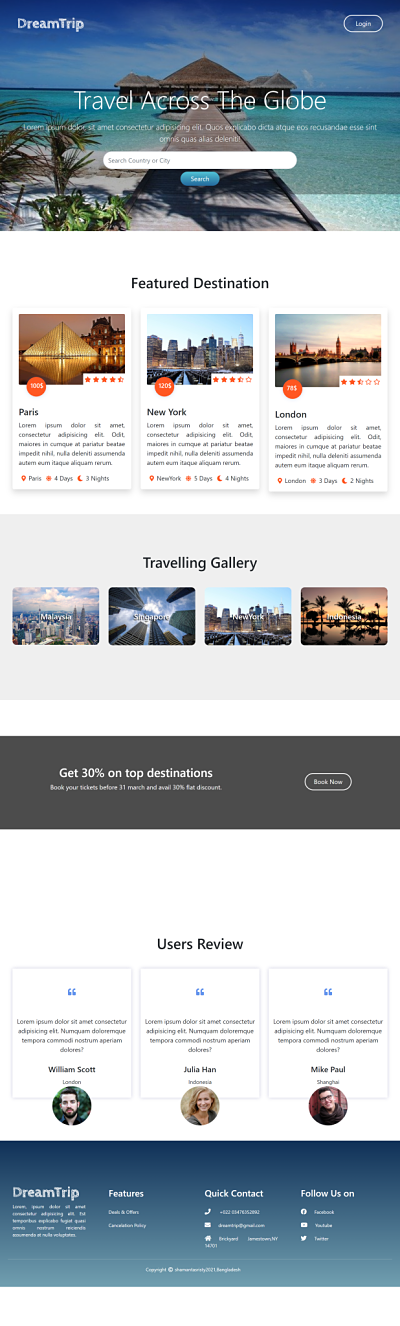 DreamTrip
Login
Travel Across The Globe
Lorem ipsum dolor, sit amet consectetur adipisicing elit. Quos explicabo dicta atque eos recusandae esse sint
omnis quas alias deleniti!
Search Country or City
Search
Featured Destination
100$
Paris
Lorem ipsum dolor sit amet,
consectetur adipisicing elit. Odit,
maiores in cumque at pariatur beatae
impedit nihil, nulla deleniti assumenda
autem eum itaque aliquam rerum.
Paris 4 Days 3 Nights
120$
New York
Lorem ipsum dolor sit amet,
consectetur adipisicing elit. Odit,
maiores in cumque at pariatur beatae
impedit nihil, nulla deleniti assumenda
autem eum itaque aliquam rerum.
NewYork 5 Days 4 Nights
78$
London
Lorem ipsum dolor sit amet,
consectetur adipisicing elit. Odit,
maiores in cumque at pariatur beatae
impedit nihil, nulla deleniti assumenda
autem eum itaque aliquam rerum.
London 3 Days 2 Nights
Travelling Gallery
Malaysia
Singapore
NewYork
Indonesia
Get 30% on top destinations
Book your tickets before 31 march and avail 30% flat discount.
Book Now
Users Review
Lorem ipsum dolor sit amet consectetur
adipisicing elit. Numquam doloremque
tempora commodi nostrum aperiam
dolores?
William Scott
London
Lorem ipsum dolor sit amet consectetur
adipisicing elit. Numquam doloremque
tempora commodi nostrum aperiam
dolores?
Julia Han
Indonesia
Lorem ipsum dolor sit amet consectetur
adipisicing elit. Numquam doloremque
tempora commodi nostrum aperiam
dolores?
Mike Paul
Shanghai
DreamTrip
Lorem, ipsum dolor sit amet
consectetur adipisicing elit. Est
temporibus explicabo fugiat quasi
omnis nostrum reiciendis
assumenda at nulla voluptates.
Features
Deals & Offers
Cancelation Policy
Quick Contact
+022 03476352892
dreamtrip@gmail.com
Brickyard Jamestown,NY
14701
Follow Us on
Facebook
Youtube
Twitter
Copyright ©